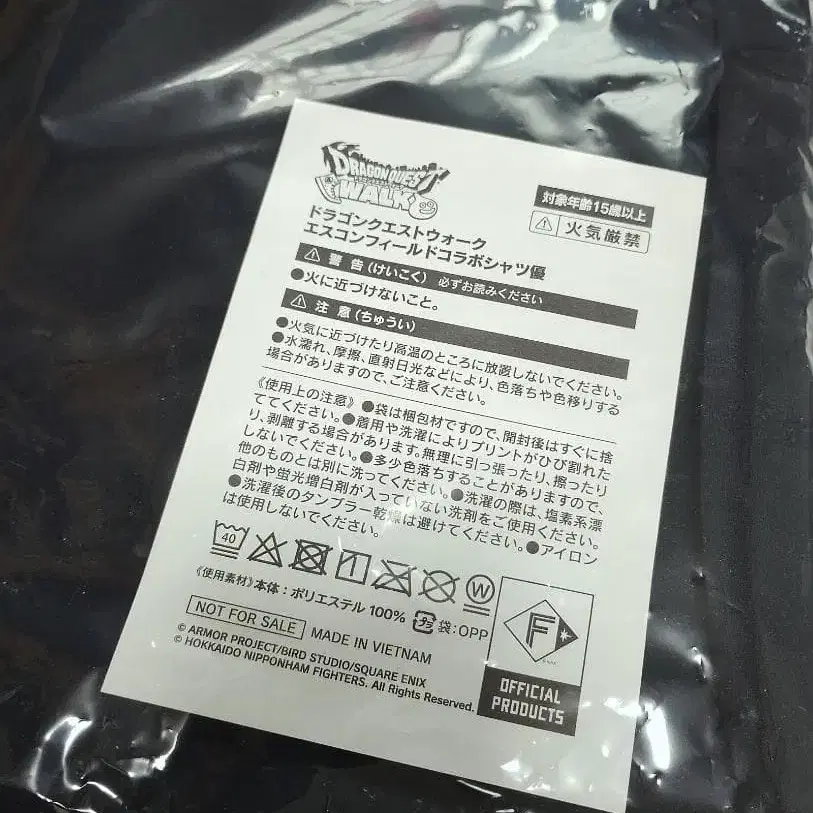 DRAGON QUEST
WALK
対象年齢15歳以上
火気厳禁
ドラゴンクエストウォーク
エスコンフィールドコラボシャツ優
警告(けいこく) 必ずお読みください
●火に近づけないこと。
注意(ちゅうい)
●火気に近づけたり高温のところに放置しないでください。
●水濡れ、摩擦、直射日光などにより、色落ちや色移りする
場合がありますので、ご注意ください。
《使用上の注意》●袋は梱包材ですので、開封後はすぐに捨
ててください。●着用や洗濯によりプリントがひび割れた
り、剥離する場合があります。無理に引っ張ったり、擦ったり
しないでください。●多少色落ちすることがありますので、
他のものとは別に洗ってください。●洗濯の際は、塩素系漂
白剤や蛍光増白剤が入っていない洗剤をご使用ください。
●洗濯後のタンブラー乾燥は避けてください。●アイロン
は使用しないでください。
40
W
《使用素材》本体:ポリエステル100%
プラ 袋:OPP
NOT FOR SALE
MADE IN VIETNAM
© ARMOR PROJECT/BIRD STUDIO/SQUARE ENIX
© HOKKAIDO NIPPONHAM FIGHTERS. All Rights Reserved.
F
OFFICIAL
PRODUCTS